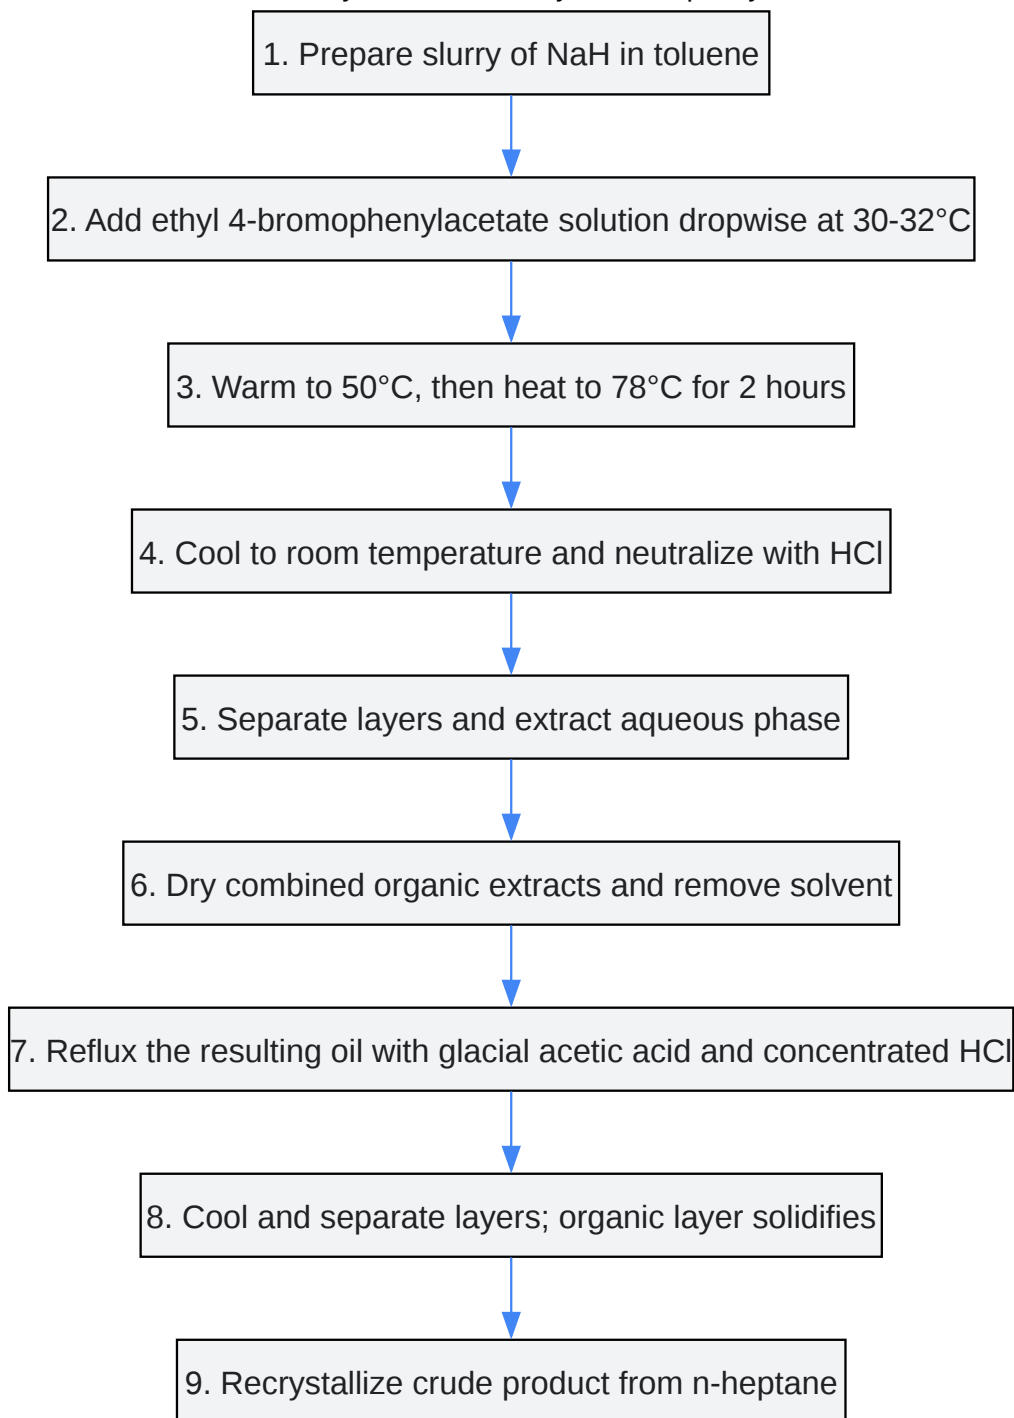 1. Prepare slurry of NaH in toluene
2. Add ethyl 4-bromophenylacetate solution dropwise at 30-32°C
3. Warm to 50°C, then heat to 78°C for 2 hours
4. Cool to room temperature and neutralize with HCl
5. Separate layers and extract aqueous phase
6. Dry combined organic extracts and remove solvent
7. Reflux the resulting oil with glacial acetic acid and concentrated HCl
8. Cool and separate layers; organic layer solidifies
9. Recrystallize crude product from n-heptane